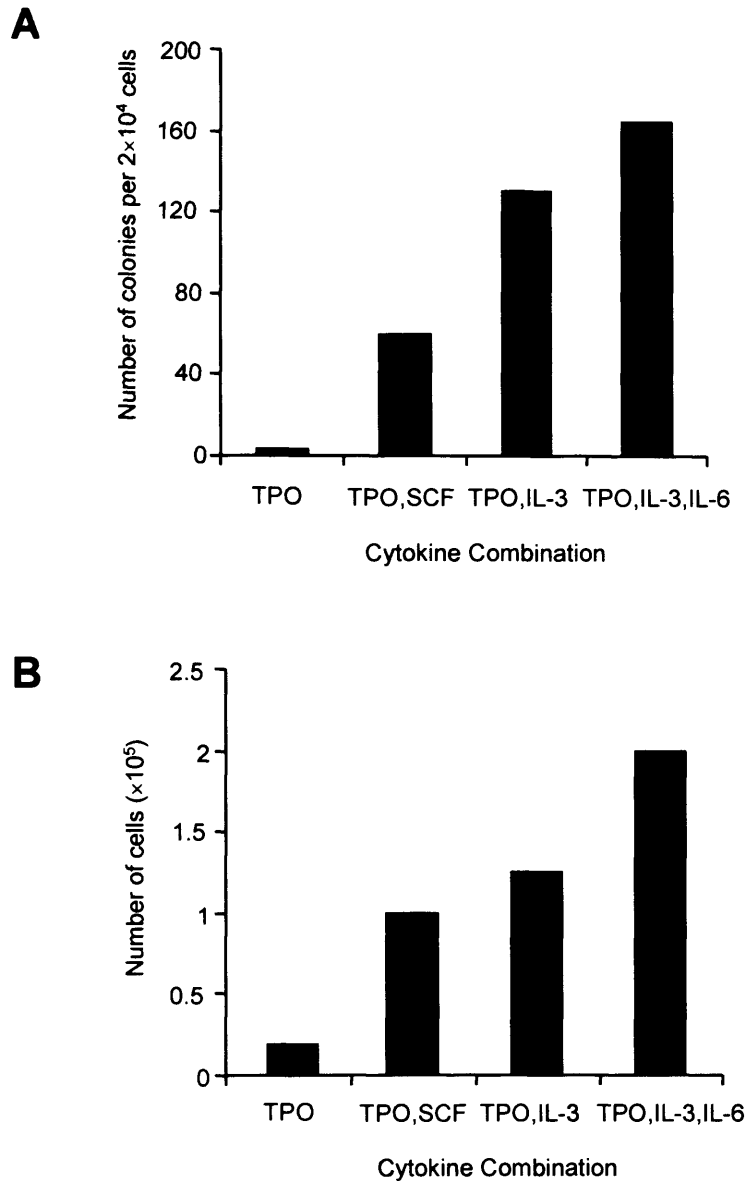 A
Number of colonies per 2×10⁴ cells
200
160
120
80
40
0
TPO TPO,SCF TPO,IL-3 TPO,IL-3,IL-6
Cytokine Combination
B
Number of cells (×10⁵)
2.5
2
1.5
1
0.5
0
TPO TPO,SCF TPO,IL-3 TPO,IL-3,IL-6
Cytokine Combination